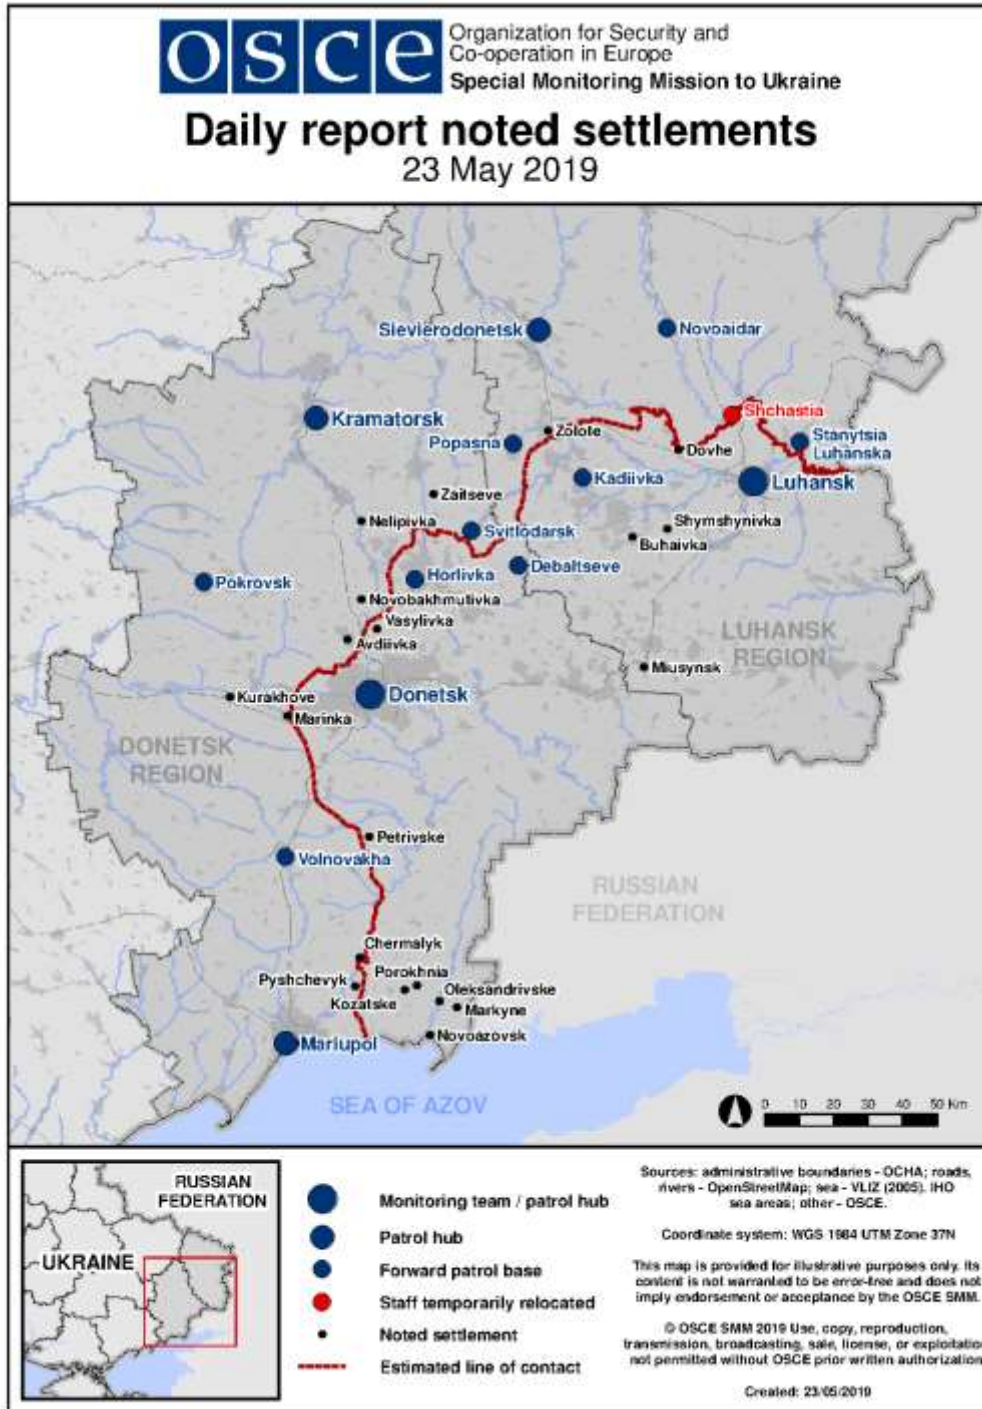 osce
Organization for Security and
Co-operation in Europe
Special Monitoring Mission to Ukraine
Daily report noted settlements
23 May 2019
Sievierodonetsk
Novoaidar
Kramatorsk
Shchastia
Popasna
Zolote
Stanytsia
Luhanska
Dovhe
Kadiivka
Luhansk
Zaitseve
Nelipivka
Svitlodarsk
Shymshynivka
Buhaivka
Debaltseve
Horlivka
Pokrovsk
Novobakhmutivka
Vasylivka
Avdiivka
LUHANSK
REGION
Miusynsk
Kurakhove
Donetsk
Marinka
DONETSK
REGION
Petrivske
Volnovakha
RUSSIAN
FEDERATION
Chermalyk
Pyshchevyk
Porokhnia
Kozatske
Oleksandrivske
Markyne
Novoazovsk
Mariupol
SEA OF AZOV
0 10 20 30 40 50 Km
RUSSIAN
FEDERATION
UKRAINE
Monitoring team / patrol hub
Patrol hub
Forward patrol base
Staff temporarily relocated
Noted settlement
Estimated line of contact
Sources: administrative boundaries - OCHA; roads,
rivers - OpenStreetMap; sea - VLIZ (2005). IHO
sea areas; other - OSCE.
Coordinate system: WGS 1984 UTM Zone 37N
This map is provided for illustrative purposes only. Its
content is not warranted to be error-free and does not
imply endorsement or acceptance by the OSCE SMM.
© OSCE SMM 2019 Use, copy, reproduction,
transmission, broadcasting, sale, license, or exploitation
not permitted without OSCE prior written authorization
Created: 23/05/2019